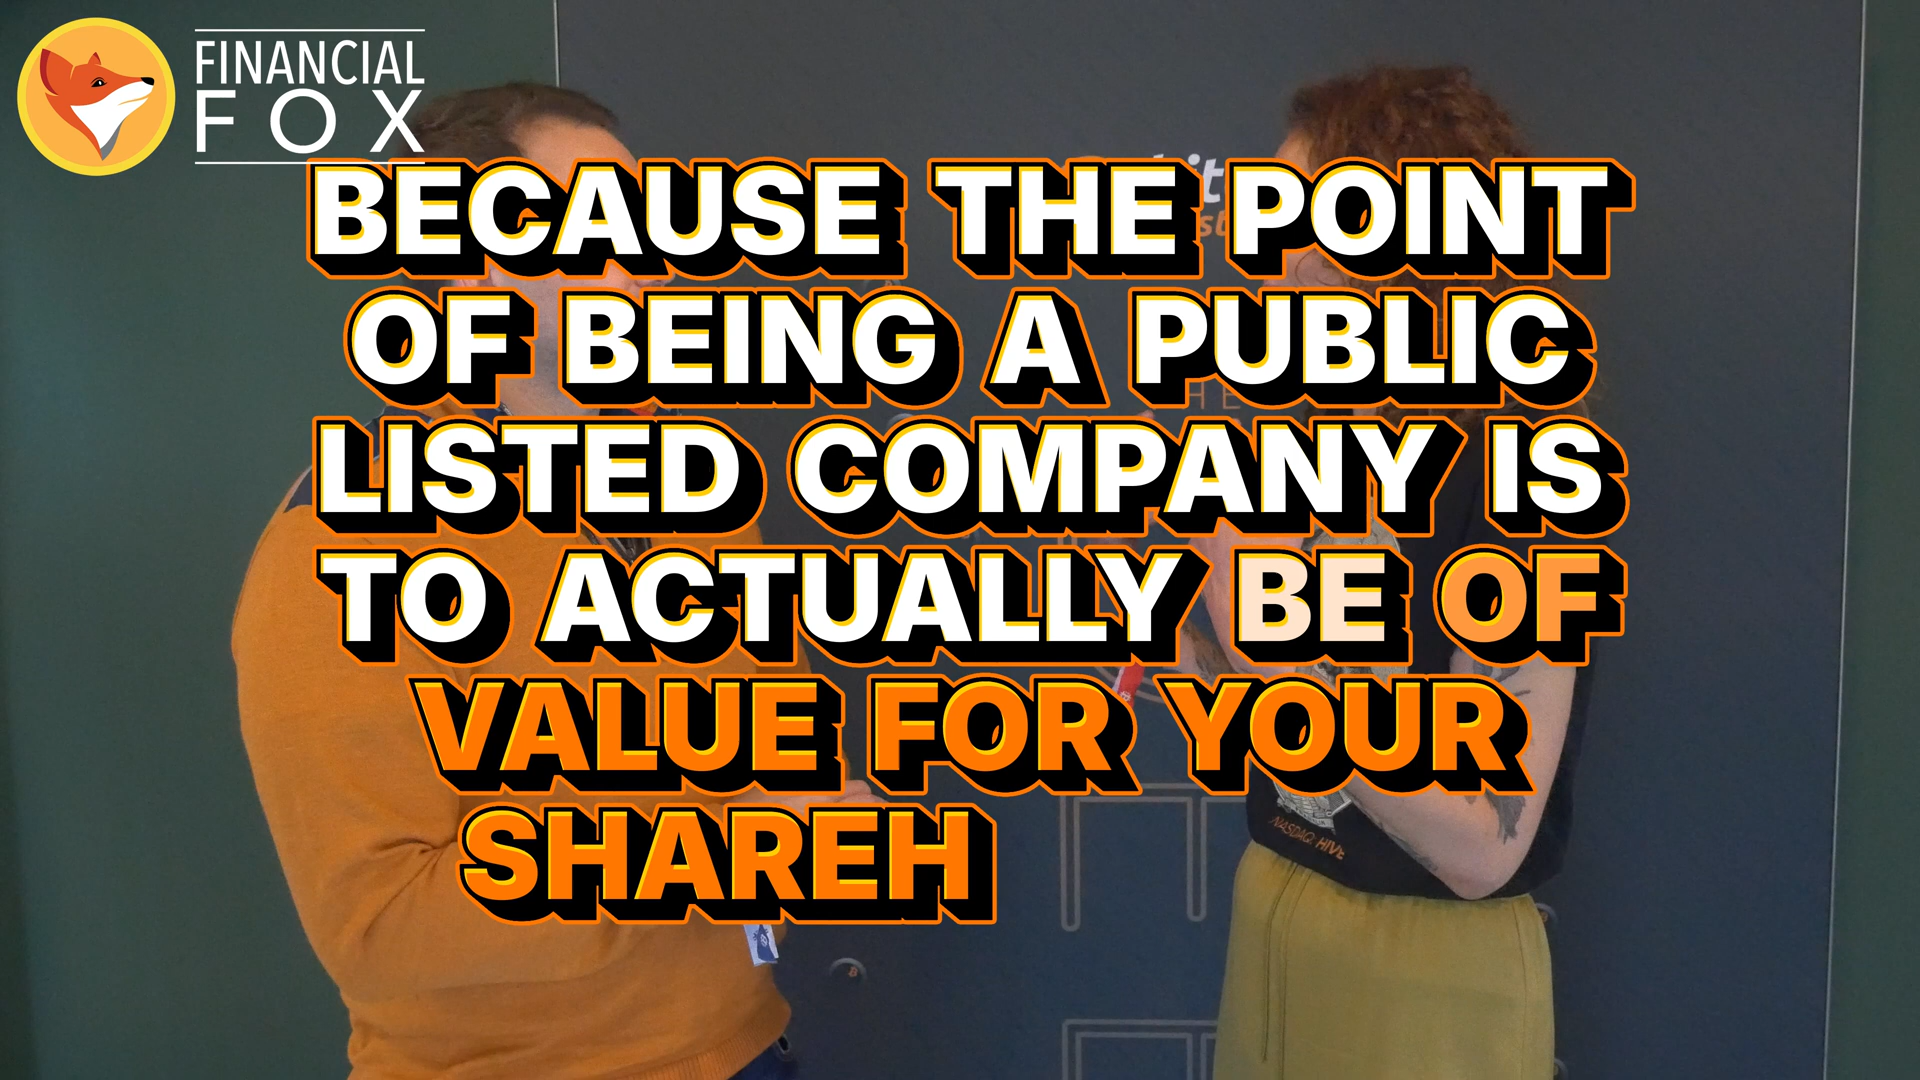 FINANCIAL
FOX
BECAUSE THE POINT
OF BEING A PUBLIC
LISTED COMPANY IS
TO ACTUALLY BE OF
VALUE FOR YOUR
SHAREH
NASDAQ: HIVE